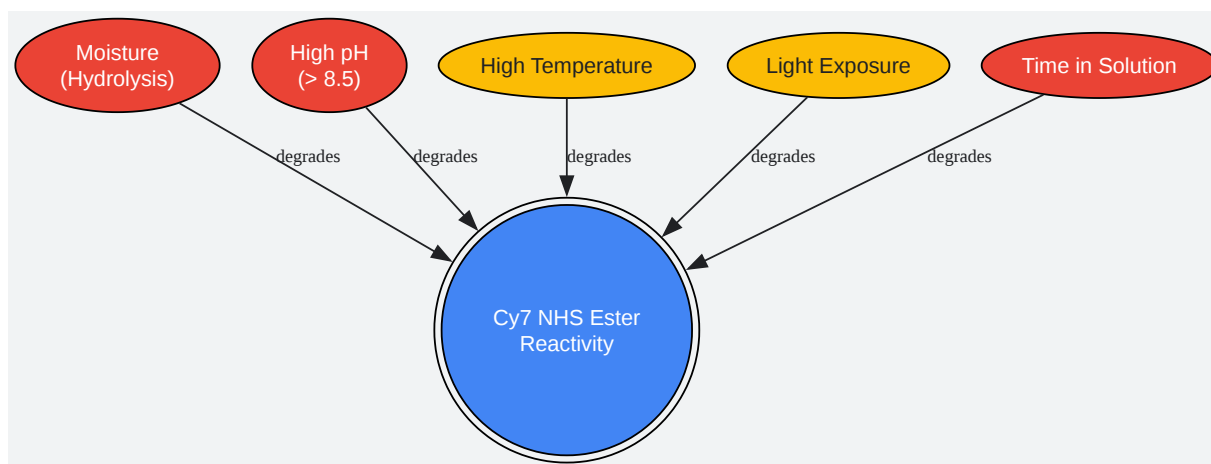 Moisture
(Hydrolysis)
High pH
(> 8.5)
High Temperature
Light Exposure
Time in Solution
degrades
degrades
degrades
degrades
degrades
Cy7 NHS Ester
Reactivity